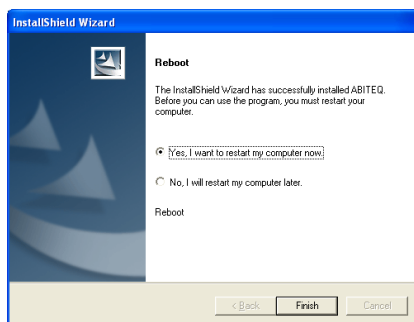 InstallShield Wizard
Reboot
The InstallShield Wizard has successfully installed ABITEQ.
Before you can use the program, you must restart your
computer.
Yes, I want to restart my computer now.
No, I will restart my computer later.
Reboot
< Back Finish Cancel